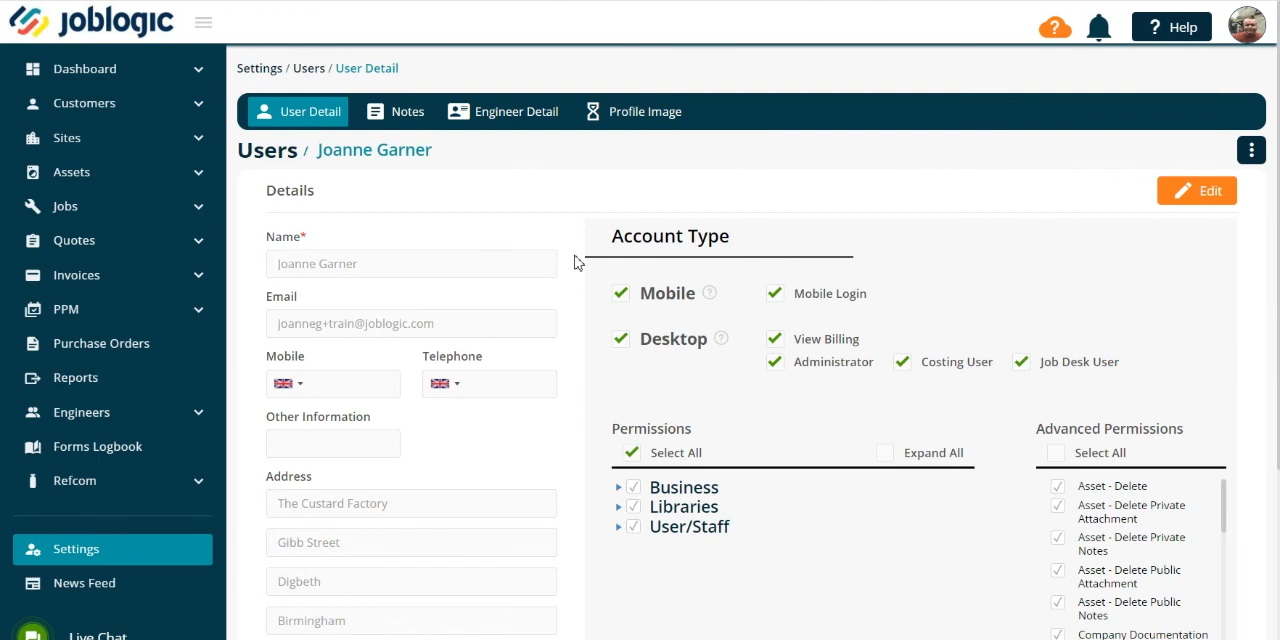 joblogic
? Help
Dashboard
Customers
Sites
Assets
Jobs
Quotes
Invoices
PPM
Purchase Orders
Reports
Engineers
Forms Logbook
Refcom
Settings
News Feed
Live Chat
Settings / Users / User Detail
User Detail
Notes
Engineer Detail
Profile Image
Users / Joanne Garner
Details
Edit
Name*
Joanne Garner
Email
joanneg+train@joblogic.com
Mobile
Telephone
Other Information
Address
The Custard Factory
Gibb Street
Digbeth
Birmingham
Account Type
Mobile ?
Mobile Login
Desktop ?
View Billing
Administrator
Costing User
Job Desk User
Permissions
Select All
Expand All
Business
Libraries
User/Staff
Advanced Permissions
Select All
Asset - Delete
Asset - Delete Private
Attachment
Asset - Delete Private
Notes
Asset - Delete Public
Attachment
Asset - Delete Public
Notes
Company Documentation